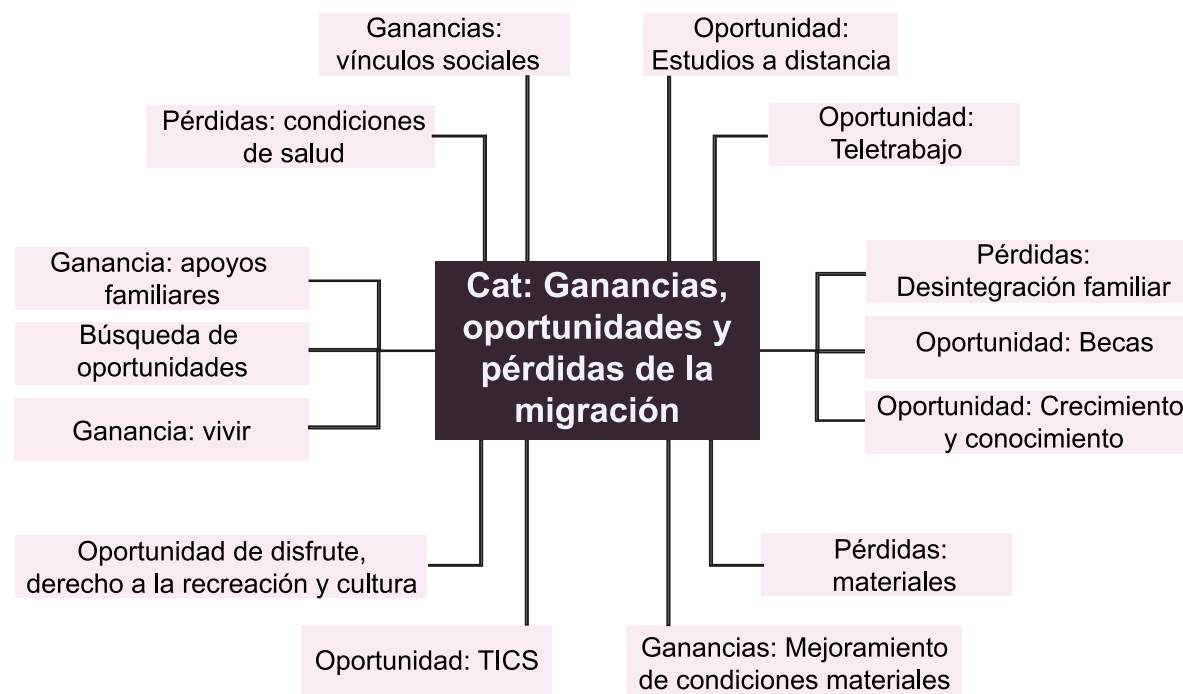 Ganancias:
vínculos sociales
Oportunidad:
Estudios a distancia
Pérdidas: condiciones
de salud
Oportunidad:
Teletrabajo
Ganancia: apoyos
familiares
Búsqueda de
oportunidades
Ganancia: vivir
Cat: Ganancias,
oportunidades y
pérdidas de la
migración
Pérdidas:
Desintegración familiar
Oportunidad: Becas
Oportunidad: Crecimiento
y conocimiento
Oportunidad de disfrute,
derecho a la recreación y cultura
Pérdidas:
materiales
Oportunidad: TICS
Ganancias: Mejoramiento
de condiciones materiales